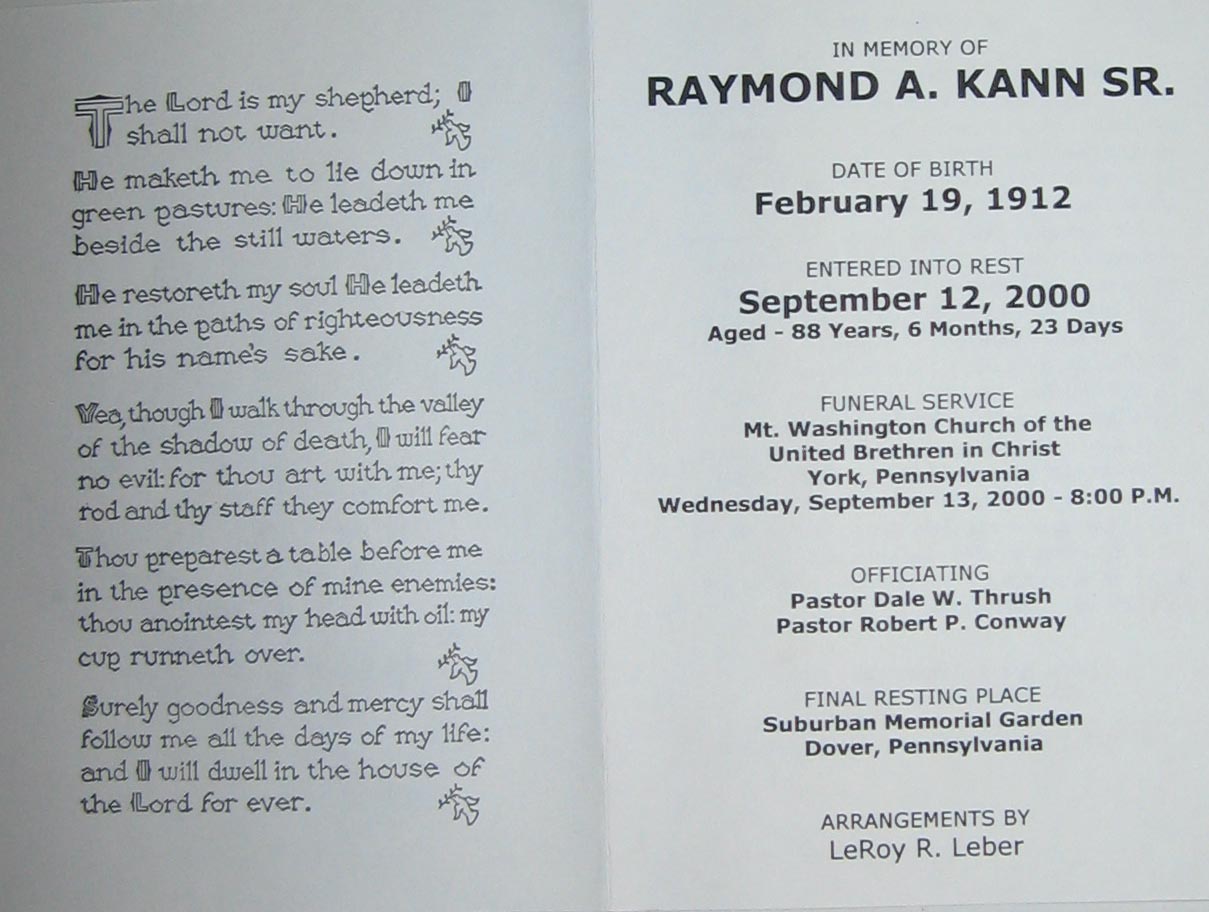 The Lord is my shepherd; I
shall not want.
He maketh me to lie down in
green pastures: He leadeth me
beside the still waters.
He restoreth my soul He leadeth
me in the paths of righteousness
for his name's sake.
Yea, though I walk through the valley
of the shadow of death, I will fear
no evil: for thou art with me; thy
rod and thy staff they comfort me.
Thou preparest a table before me
in the presence of mine enemies:
thou anointest my head with oil: my
cup runneth over.
Surely goodness and mercy shall
follow me all the days of my life:
and I will dwell in the house of
the Lord for ever.
IN MEMORY OF
RAYMOND A. KANN SR.
DATE OF BIRTH
February 19, 1912
ENTERED INTO REST
September 12, 2000
Aged - 88 Years, 6 Months, 23 Days
FUNERAL SERVICE
Mt. Washington Church of the
United Brethren in Christ
York, Pennsylvania
Wednesday, September 13, 2000 - 8:00 P.M.
OFFICIATING
Pastor Dale W. Thrush
Pastor Robert P. Conway
FINAL RESTING PLACE
Suburban Memorial Garden
Dover, Pennsylvania
ARRANGEMENTS BY
LeRoy R. Leber